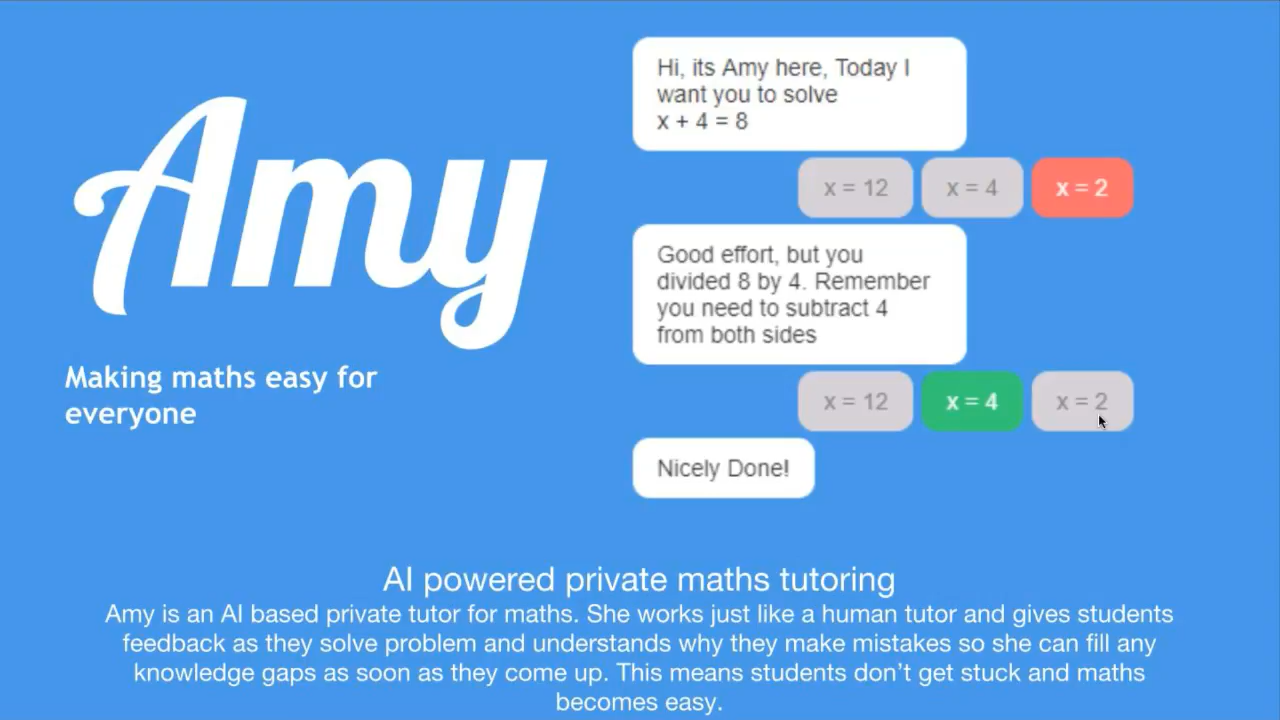 Amy
Making maths easy for
everyone
Hi, its Amy here, Today I
want you to solve
x + 4 = 8
x = 12
x = 4
x = 2
Good effort, but you
divided 8 by 4. Remember
you need to subtract 4
from both sides
x = 12
x = 4
x = 2
Nicely Done!
AI powered private maths tutoring
Amy is an AI based private tutor for maths. She works just like a human tutor and gives students
feedback as they solve problem and understands why they make mistakes so she can fill any
knowledge gaps as soon as they come up. This means students don’t get stuck and maths
becomes easy.